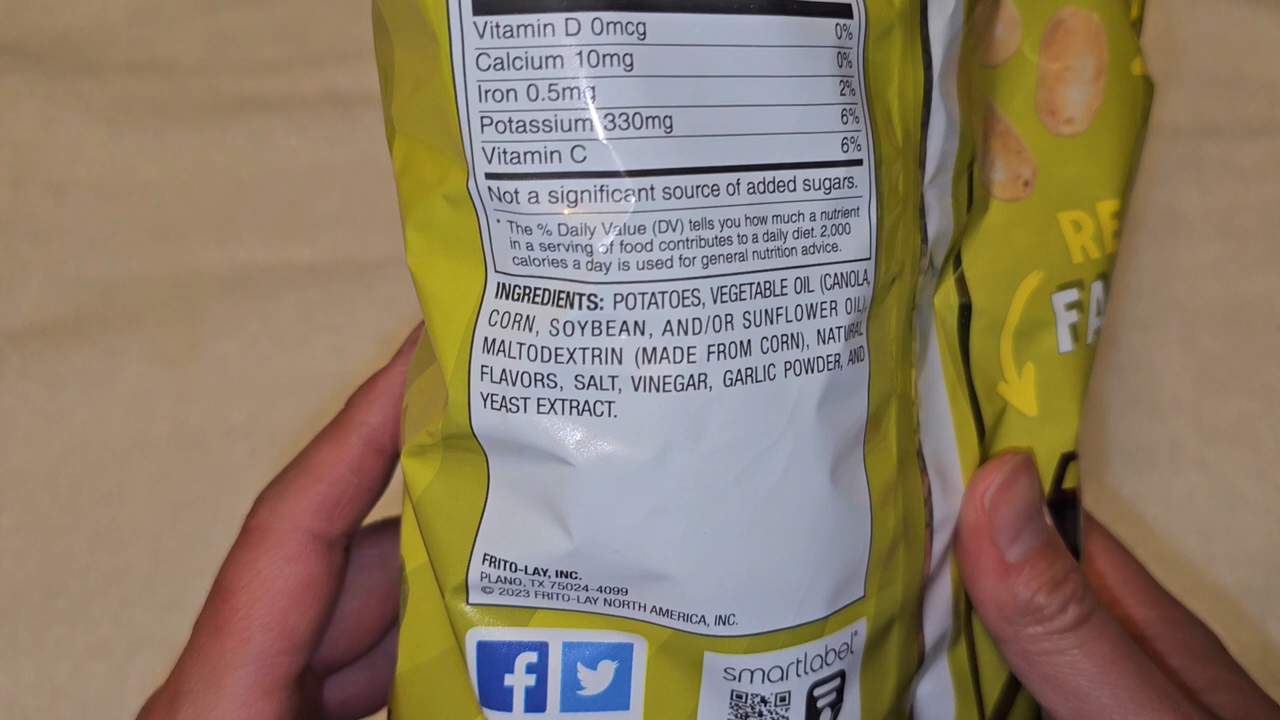 Vitamin D 0mcg 0%
Calcium 10mg 0%
Iron 0.5mg 2%
Potassium 330mg 6%
Vitamin C 6%
Not a significant source of added sugars.
* The % Daily Value (DV) tells you how much a nutrient
in a serving of food contributes to a daily diet. 2,000
calories a day is used for general nutrition advice.
INGREDIENTS: POTATOES, VEGETABLE OIL (CANOLA,
CORN, SOYBEAN, AND/OR SUNFLOWER OIL),
MALTODEXTRIN (MADE FROM CORN), NATURAL
FLAVORS, SALT, VINEGAR, GARLIC POWDER, AND
YEAST EXTRACT.
FRITO-LAY, INC.
PLANO, TX 75024-4099
© 2023 FRITO-LAY NORTH AMERICA, INC.
smartlabel
RE
FA